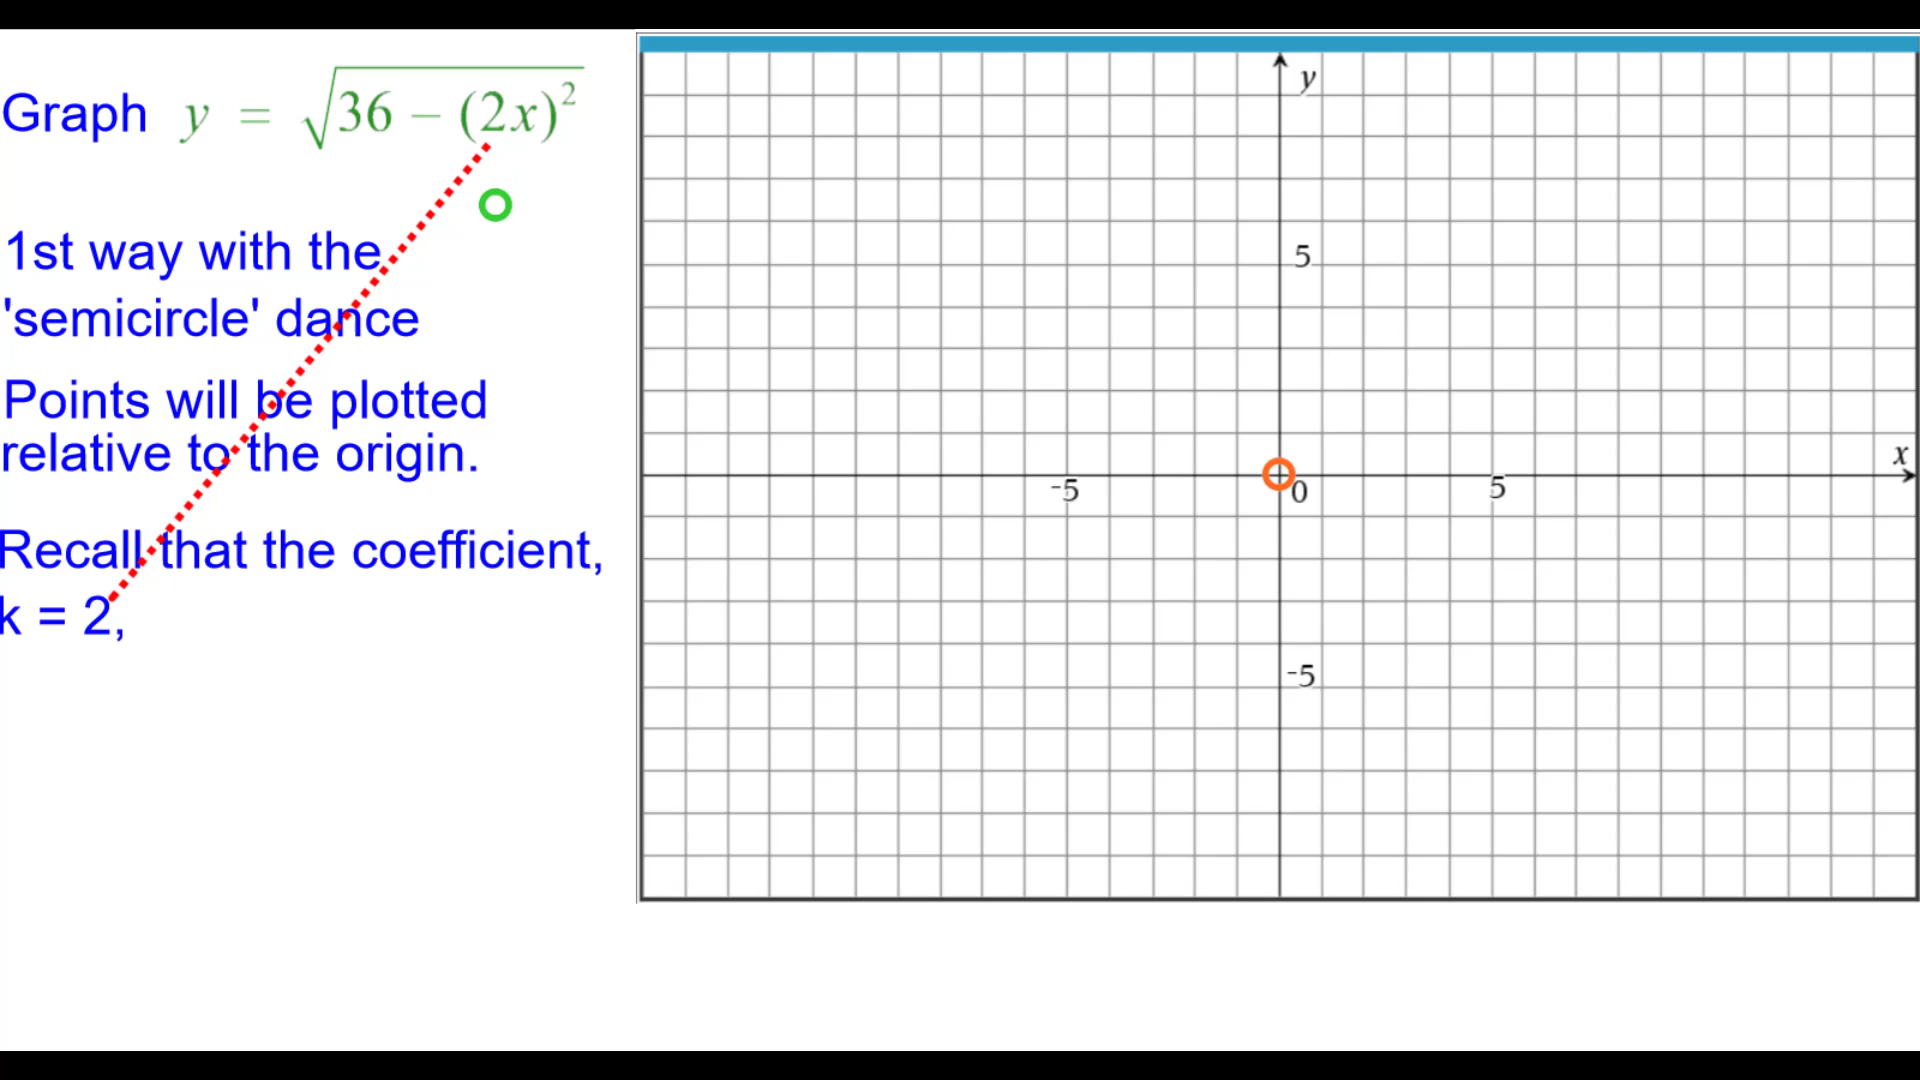 Graph y = √36 – (2x)²
1st way with the
'semicircle' dance
Points will be plotted
relative to the origin.
Recall that the coefficient,
k = 2,
y
5
x
-5
0
5
-5